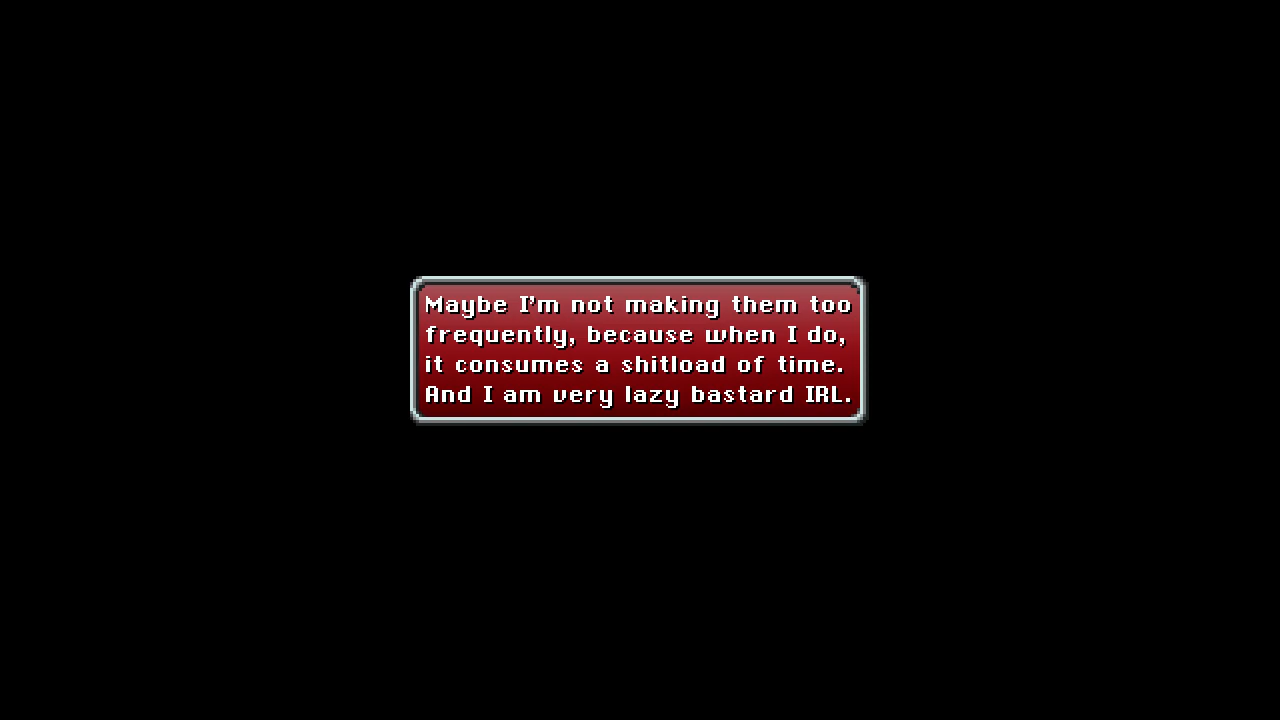 Maybe I'm not making them too
frequently, because when I do,
it consumes a shitload of time.
And I am very lazy bastard IRL.